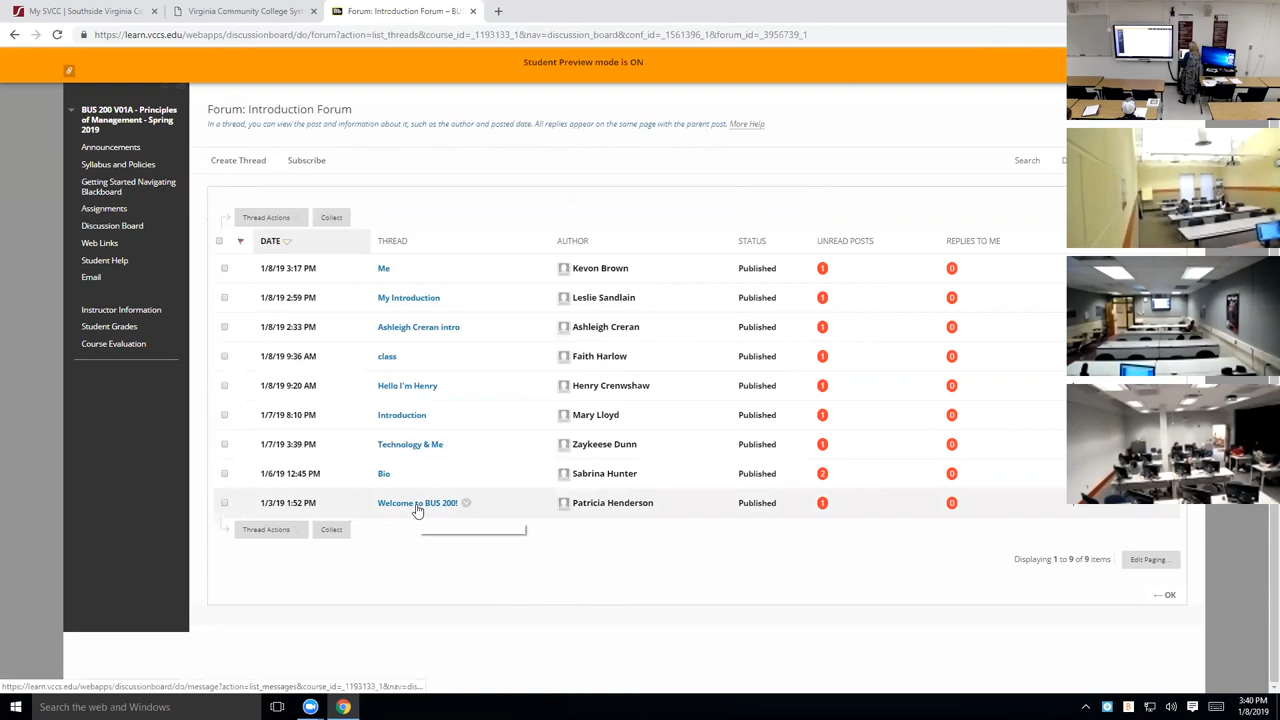 My SVCC | Southside Virginia Co
Virginia Community College Sys
Forum: Introduction Forum – BU
https://learn.vccs.edu/webapps/discussionboard/do/forum?action=list_threads&
Student Preview mode is ON
BUS 200 V01A - Principles
of Management - Spring
2019
Announcements
Syllabus and Policies
Getting Started Navigating
Blackboard
Assignments
Discussion Board
Web Links
Student Help
Email
Instructor Information
Student Grades
Course Evaluation
Forum: Introduction Forum
In a thread, you can view the post and information about it, such as the author and posted date. All replies appear on the same page with the parent post. More Help
Create Thread Subscribe Search
Thread Actions Collect
DATE THREAD AUTHOR STATUS UNREAD POSTS REPLIES TO ME
1/8/19 3:17 PM Me Kevon Brown Published 1 0
1/8/19 2:59 PM My Introduction Leslie Sandlain Published 1 0
1/8/19 2:33 PM Ashleigh Creran intro Ashleigh Creran Published 1 0
1/8/19 9:36 AM class Faith Harlow Published 1 0
1/8/19 9:20 AM Hello I'm Henry Henry Crenwshaw Published 1 0
1/7/19 8:10 PM Introduction Mary Lloyd Published 1 0
1/7/19 3:39 PM Technology & Me Zaykeese Dunn Published 1 0
1/6/19 12:45 PM Bio Sabrina Hunter Published 2 0
1/3/19 1:52 PM Welcome to BUS 200! Patricia Henderson Published 1 0
Thread Actions Collect
Displaying 1 to 9 of 9 items Edit Paging...
← OK
https://learn.vccs.edu/webapps/discussionboard/do/message?action=list_messages&course_id=_1193133_1&nav=dis...
Search the web and Windows
3:40 PM
1/8/2019